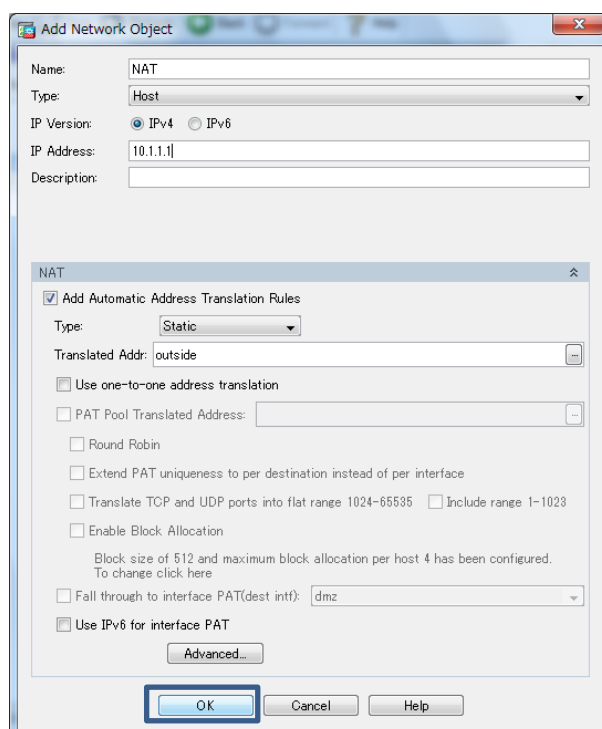 Add Network Object
Name: NAT
Type: Host
IP Version: IPv4 IPv6
IP Address: 10.1.1.1
Description:
NAT
Add Automatic Address Translation Rules
Type: Static
Translated Addr: outside ...
Use one-to-one address translation
PAT Pool Translated Address: ...
Round Robin
Extend PAT uniqueness to per destination instead of per interface
Translate TCP and UDP ports into flat range 1024-65535 Include range 1-1023
Enable Block Allocation
Block size of 512 and maximum block allocation per host 4 has been configured.
To change click here
Fall through to interface PAT(dest intf): dmz
Use IPv6 for interface PAT
Advanced...
OK Cancel Help